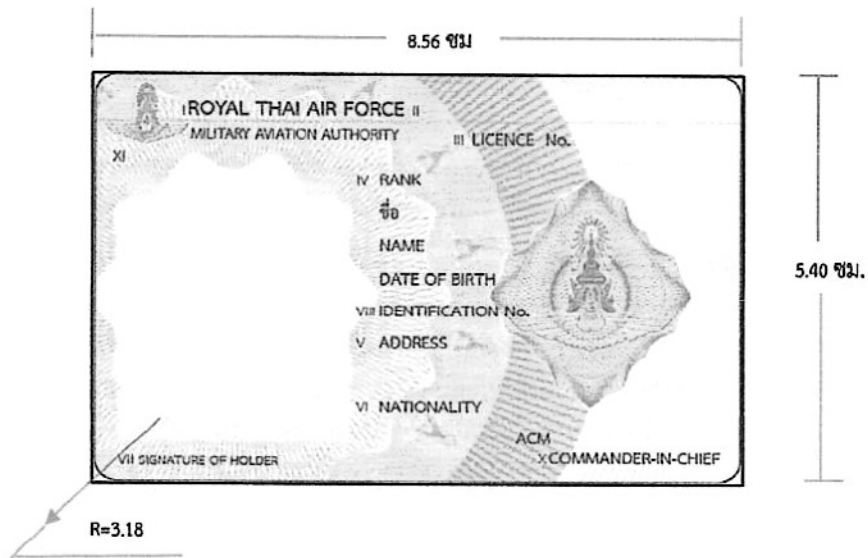 8.56 ซม
I ROYAL THAI AIR FORCE II
MILITARY AVIATION AUTHORITY
III LICENCE No.
XI
IV RANK
ชื่อ
NAME
DATE OF BIRTH
VIII IDENTIFICATION No.
V ADDRESS
VI NATIONALITY
ACM
VII SIGNATURE OF HOLDER
X COMMANDER-IN-CHIEF
5.40 ซม.
R=3.18